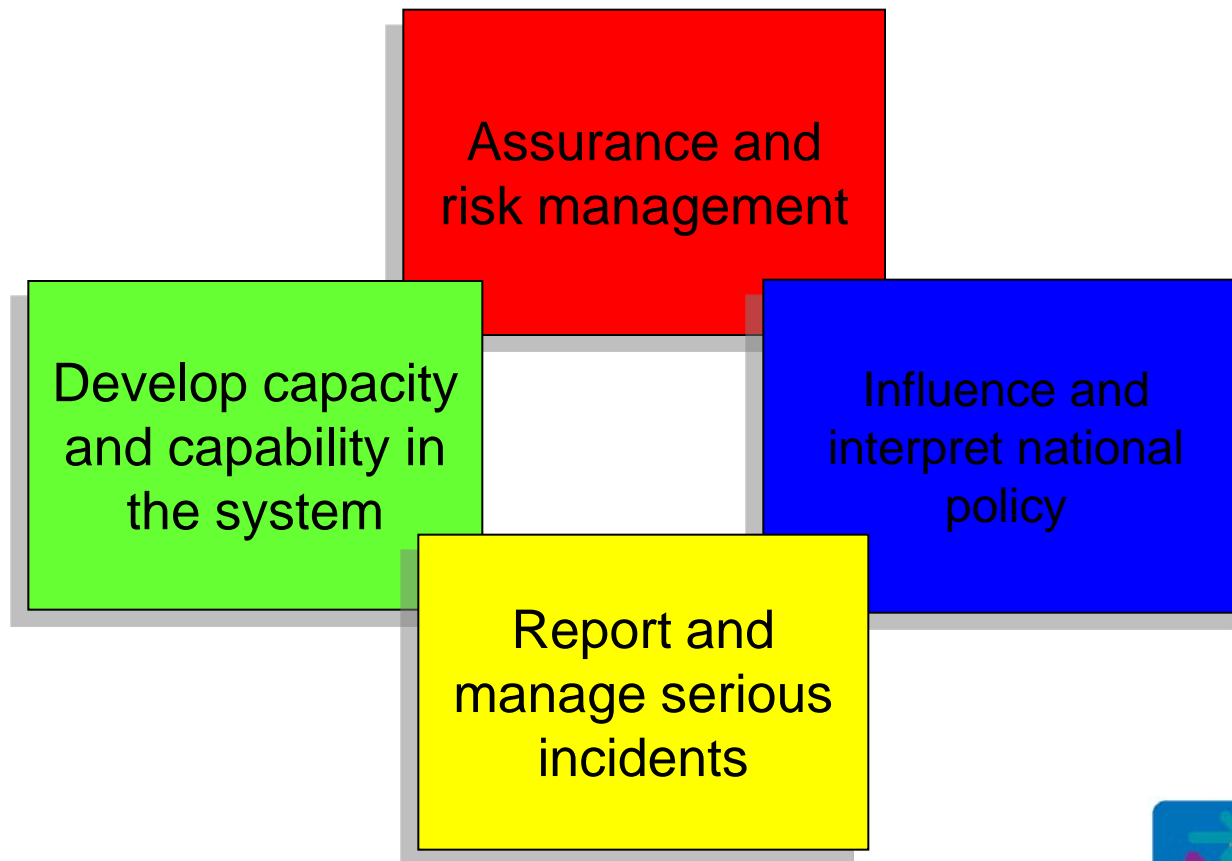 Assurance and
risk management
Develop capacity
and capability in
the system
Influence and
interpret national
policy
Report and
manage serious
incidents